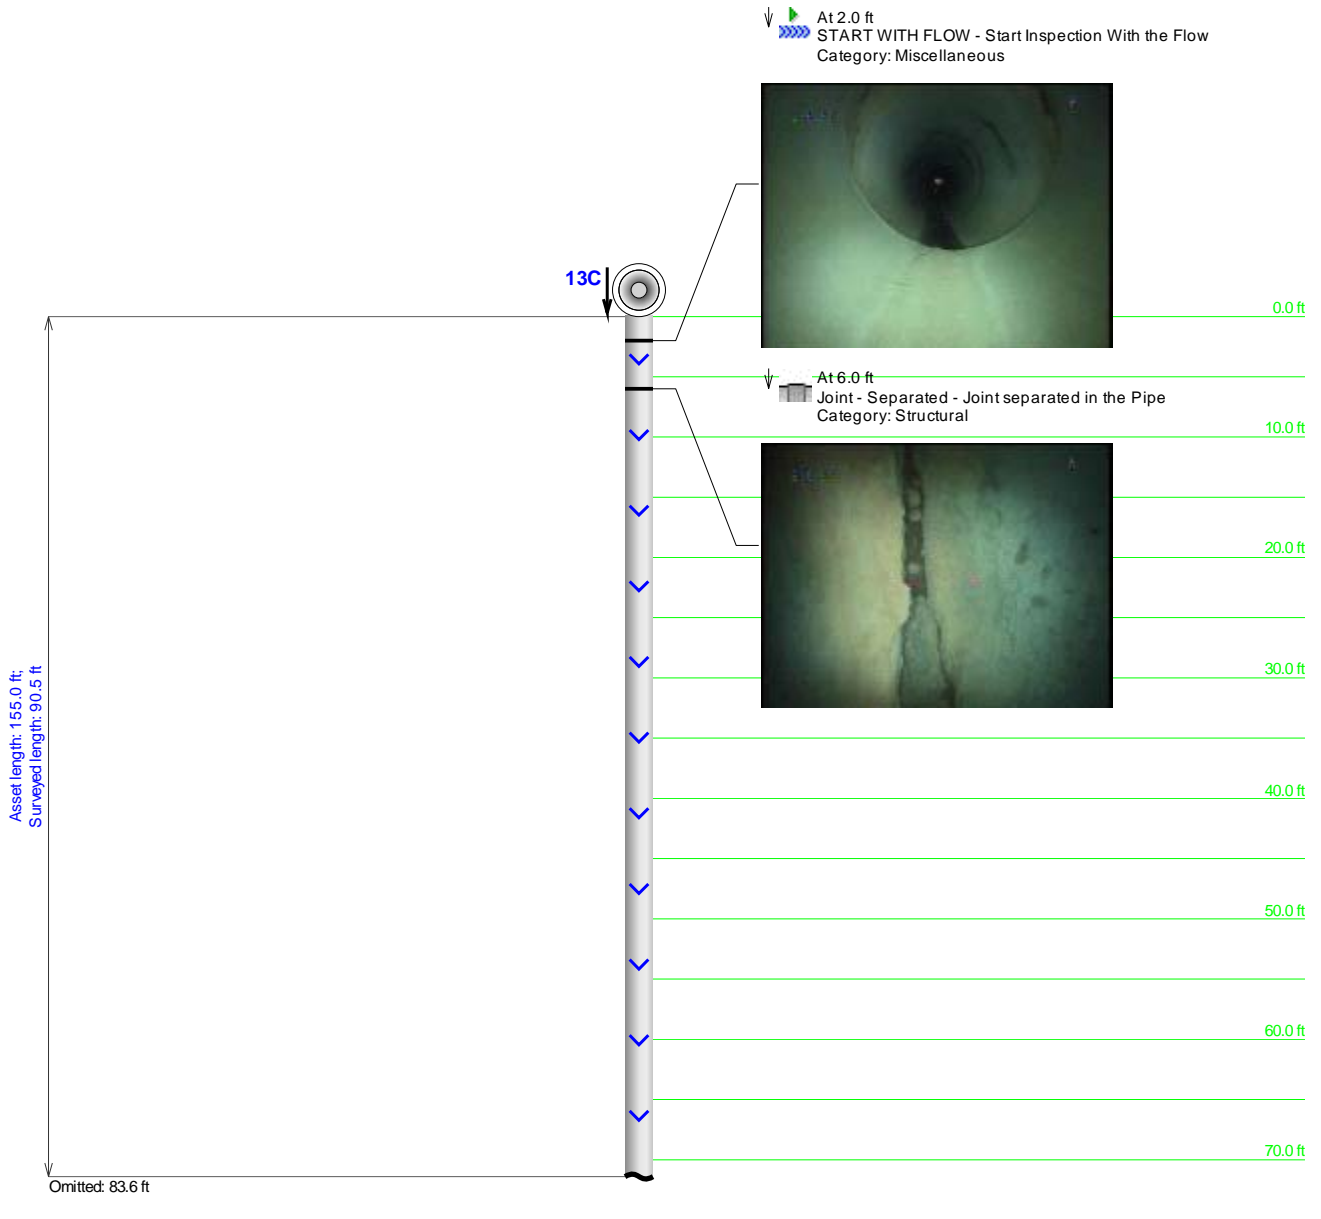 At 2.0 ft
START WITH FLOW - Start Inspection With the Flow
Category: Miscellaneous
13C
0.0 ft
At 6.0 ft
Joint - Separated - Joint separated in the Pipe
Category: Structural
10.0 ft
20.0 ft
30.0 ft
Asset length: 155.0 ft;
Surveyed length: 90.5 ft
40.0 ft
50.0 ft
60.0 ft
70.0 ft
Omitted: 83.6 ft